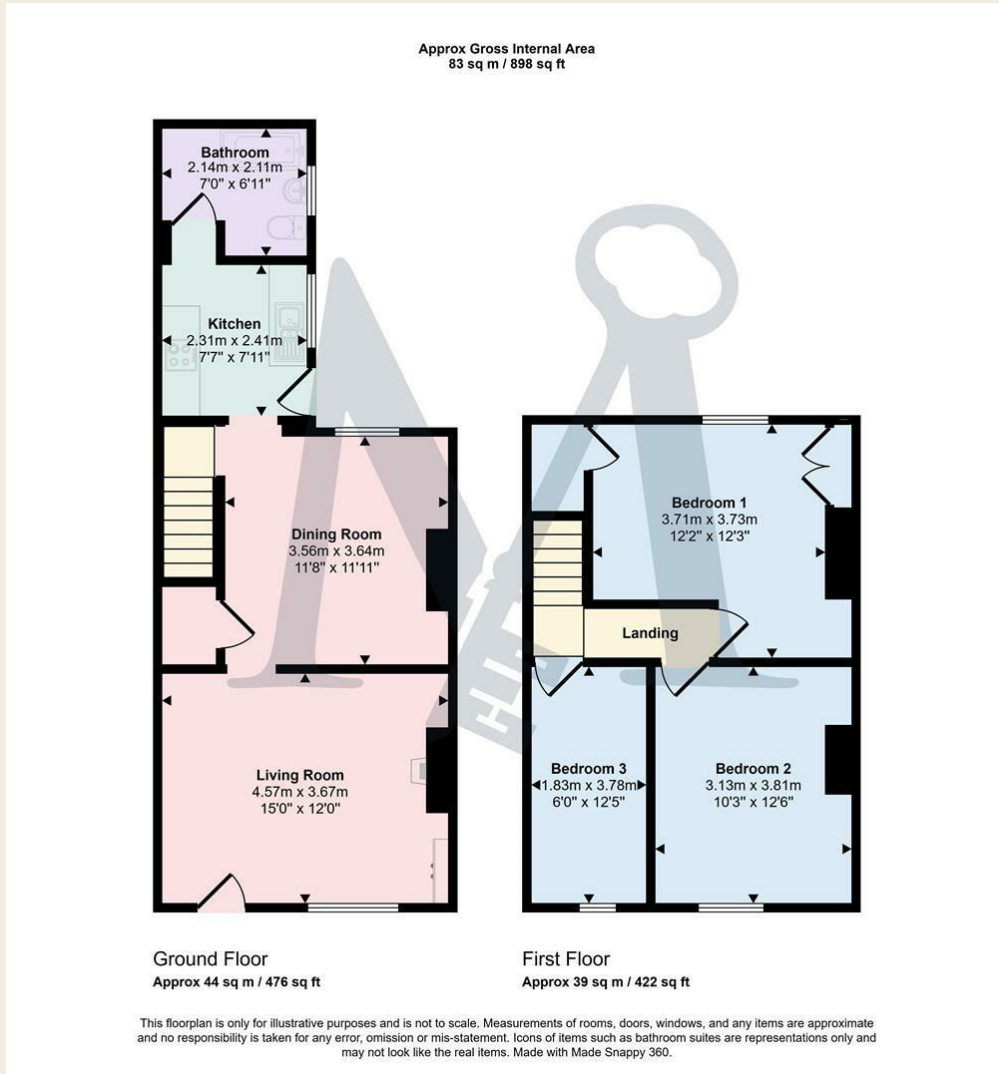 Approx Gross Internal Area
83 sq m / 898 sq ft
Bathroom
2.14m x 2.11m
7'0" x 6'11"
Kitchen
2.31m x 2.41m
7'7" x 7'11"
Dining Room
3.56m x 3.64m
11'8" x 11'11"
Living Room
4.57m x 3.67m
15'0" x 12'0"
Ground Floor
Approx 44 sq m / 476 sq ft
Bedroom 1
3.71m x 3.73m
12'2" x 12'3"
Landing
Bedroom 3
1.83m x 3.78m
6'0" x 12'5"
Bedroom 2
3.13m x 3.81m
10'3" x 12'6"
First Floor
Approx 39 sq m / 422 sq ft
This floorplan is only for illustrative purposes and is not to scale. Measurements of rooms, doors, windows, and any items are approximate
and no responsibility is taken for any error, omission or mis-statement. Icons of items such as bathroom suites are representations only and
may not look like the real items. Made with Made Snappy 360.